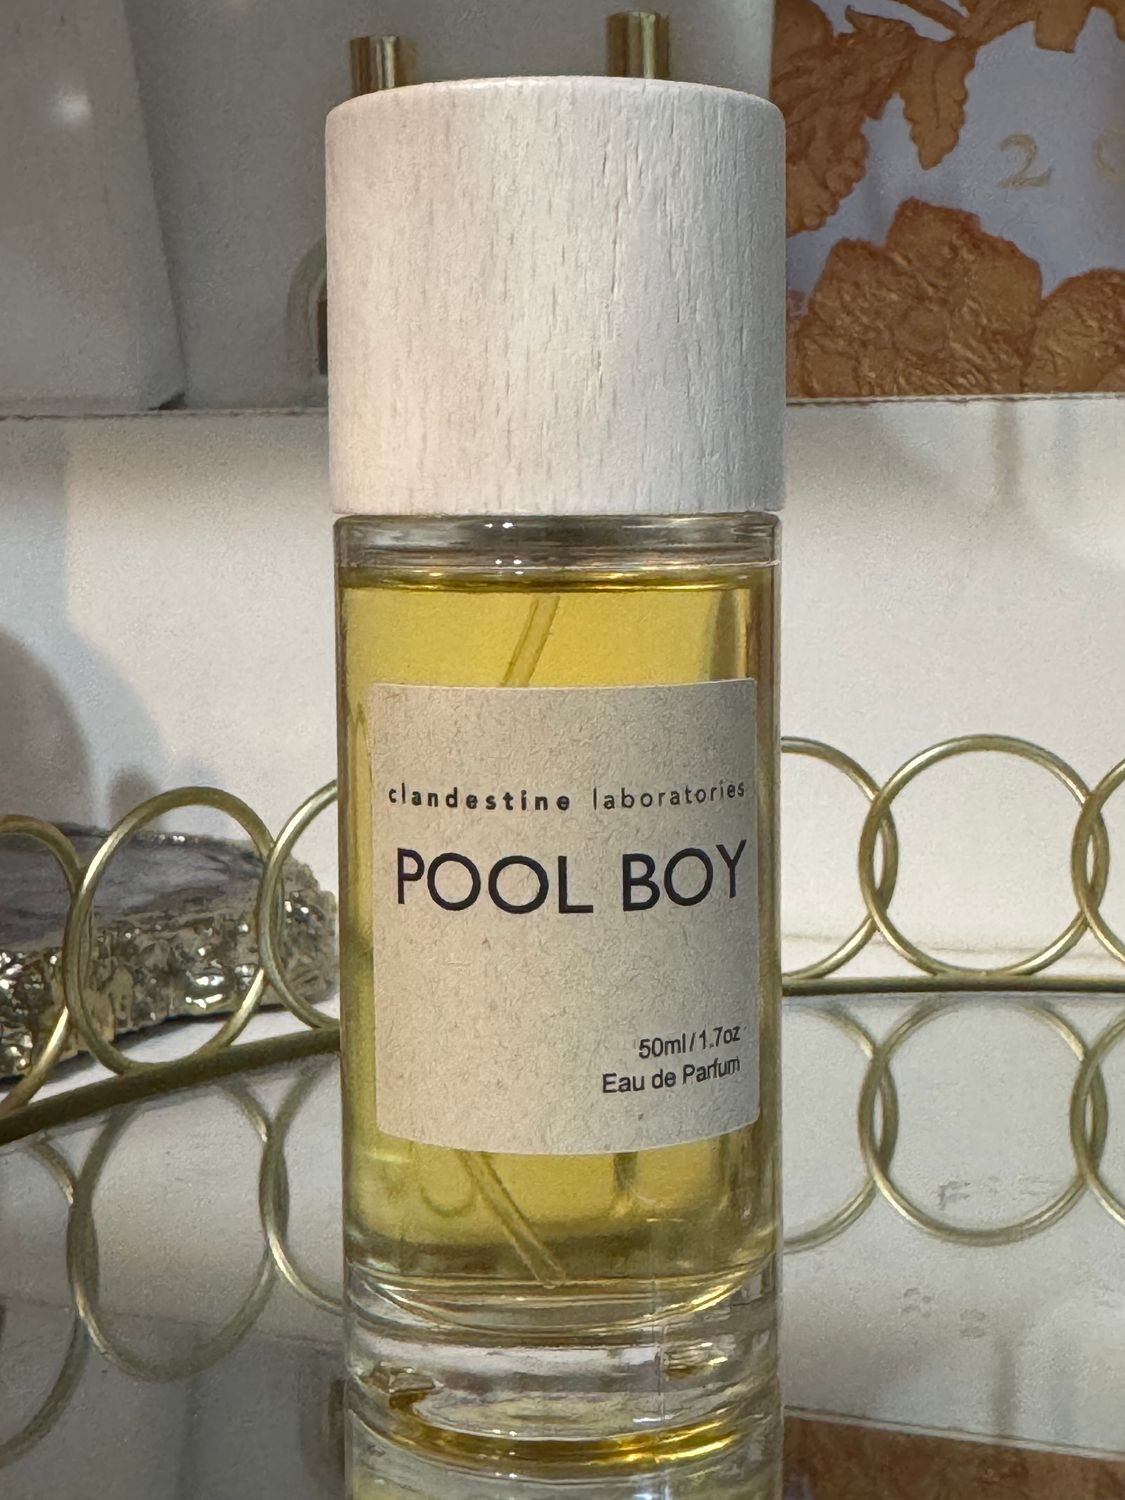 clandestine laboratories
POOL BOY
50ml/1.7oz
Eau de Parfum